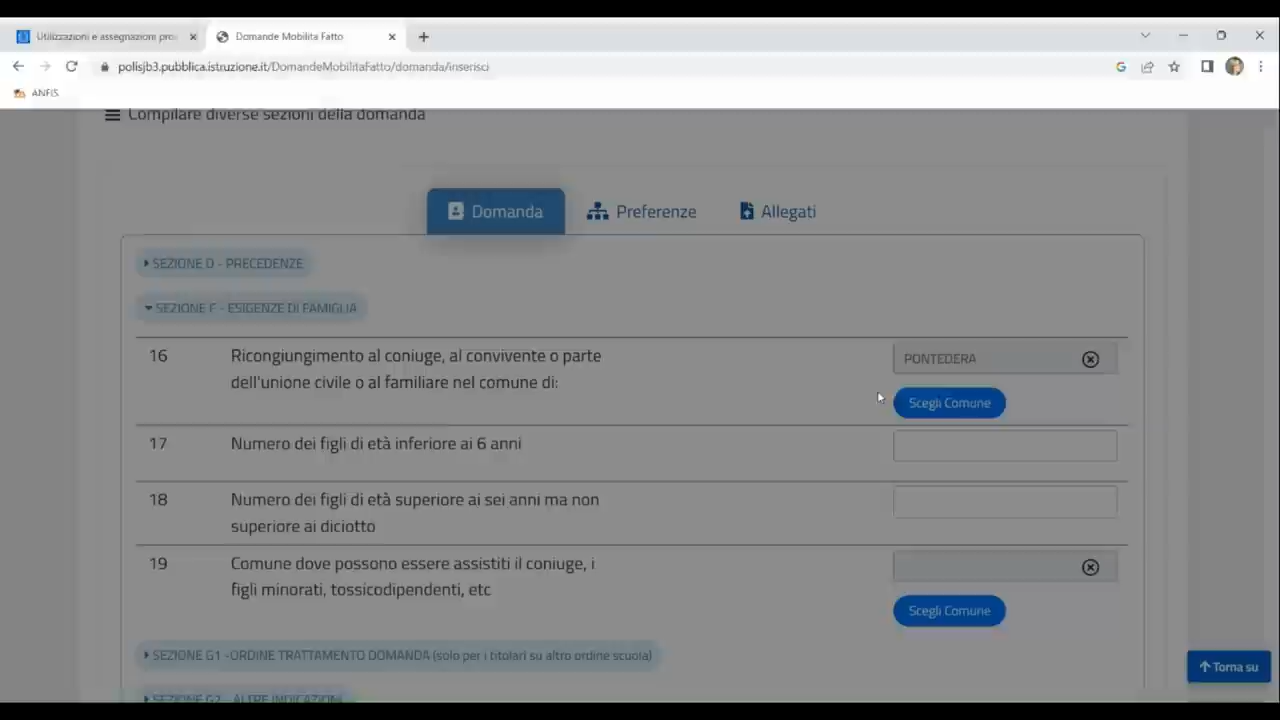 Utilizzazioni e assegnazioni prov
Domande Mobilita Fatto
polisjb3.pubblica.istruzione.it/DomandeMobilitaFatto/domanda/inserisci
ANFIS
Compilare diverse sezioni della domanda
Domanda
Preferenze
Allegati
SEZIONE D - PRECEDENZE
SEZIONE F - ESIGENZE DI FAMIGLIA
16 Ricongiungimento al coniuge, al convivente o parte
dell'unione civile o al familiare nel comune di:
PONTEDERA
Scegli Comune
17 Numero dei figli di età inferiore ai 6 anni
18 Numero dei figli di età superiore ai sei anni ma non
superiore ai diciotto
19 Comune dove possono essere assistiti il coniuge, i
figli minorati, tossicodipendenti, etc
Scegli Comune
SEZIONE G1 -ORDINE TRATTAMENTO DOMANDA (solo per i titolari su altro ordine scuola)
SEZIONE G2 - ALTRE INDICAZIONI
Torna su